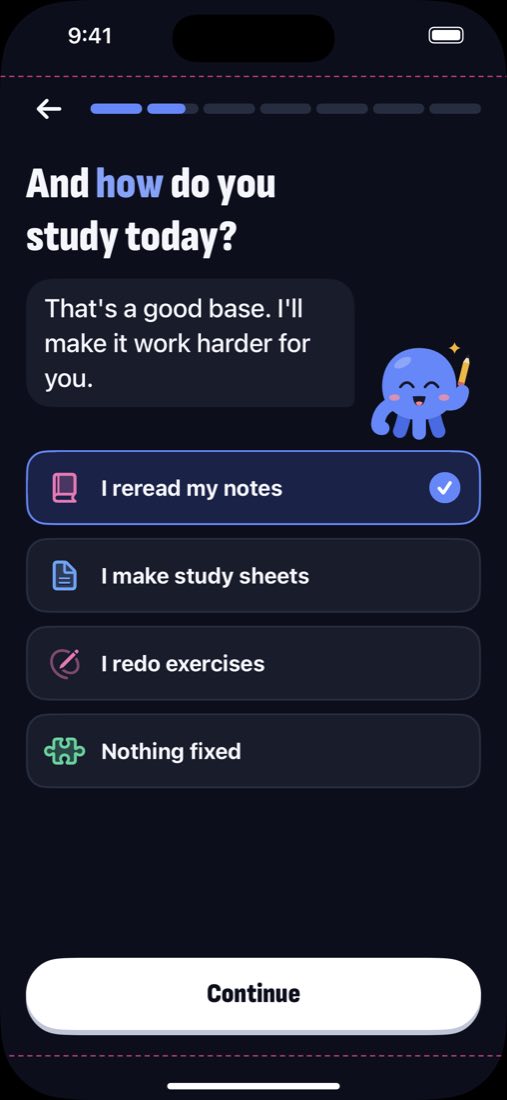 9:41
And how do you
study today?
That's a good base. I'll
make it work harder for
you.
I reread my notes
I make study sheets
I redo exercises
Nothing fixed
Continue